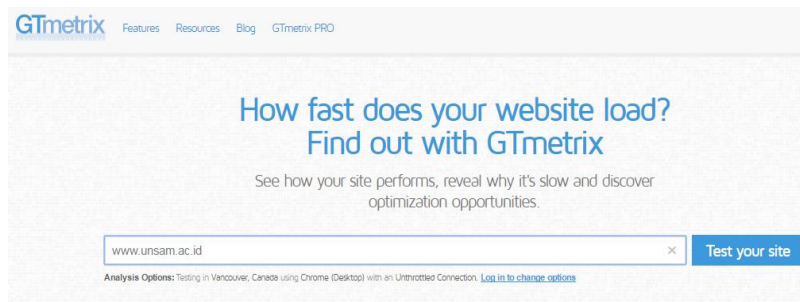 GTmetrix Features Resources Blog GTmetrix PRO
How fast does your website load?
Find out with GTmetrix
See how your site performs, reveal why it's slow and discover
optimization opportunities.
www.unsam.ac.id × Test your site
Analysis Options: Testing in Vancouver, Canada using Chrome (Desktop) with an Unthrottled Connection. Log in to change options